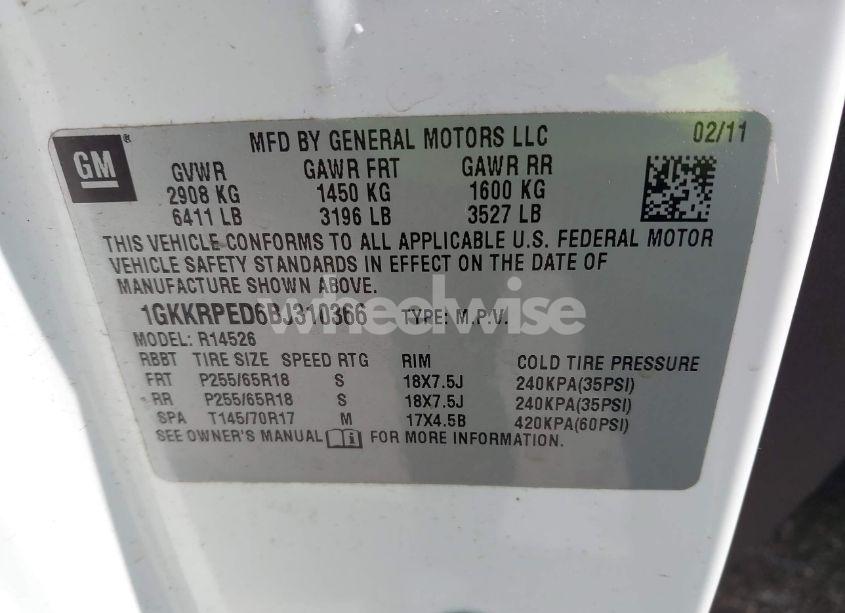 GM® MFD BY GENERAL MOTORS LLC 02/11
GVWR GAWR FRT GAWR RR
2908 KG 1450 KG 1600 KG
6411 LB 3196 LB 3527 LB
THIS VEHICLE CONFORMS TO ALL APPLICABLE U.S. FEDERAL MOTOR
VEHICLE SAFETY STANDARDS IN EFFECT ON THE DATE OF
MANUFACTURE SHOWN ABOVE.
wheelwise
1GKKRPED6BJ310366 TYPE: M.P.V.
MODEL: R14526
RBBT TIRE SIZE SPEED RTG RIM COLD TIRE PRESSURE
FRT P255/65R18 S 18X7.5J 240KPA(35PSI)
RR P255/65R18 S 18X7.5J 240KPA(35PSI)
SPA T145/70R17 M 17X4.5B 420KPA(60PSI)
SEE OWNER'S MANUAL FOR MORE INFORMATION.